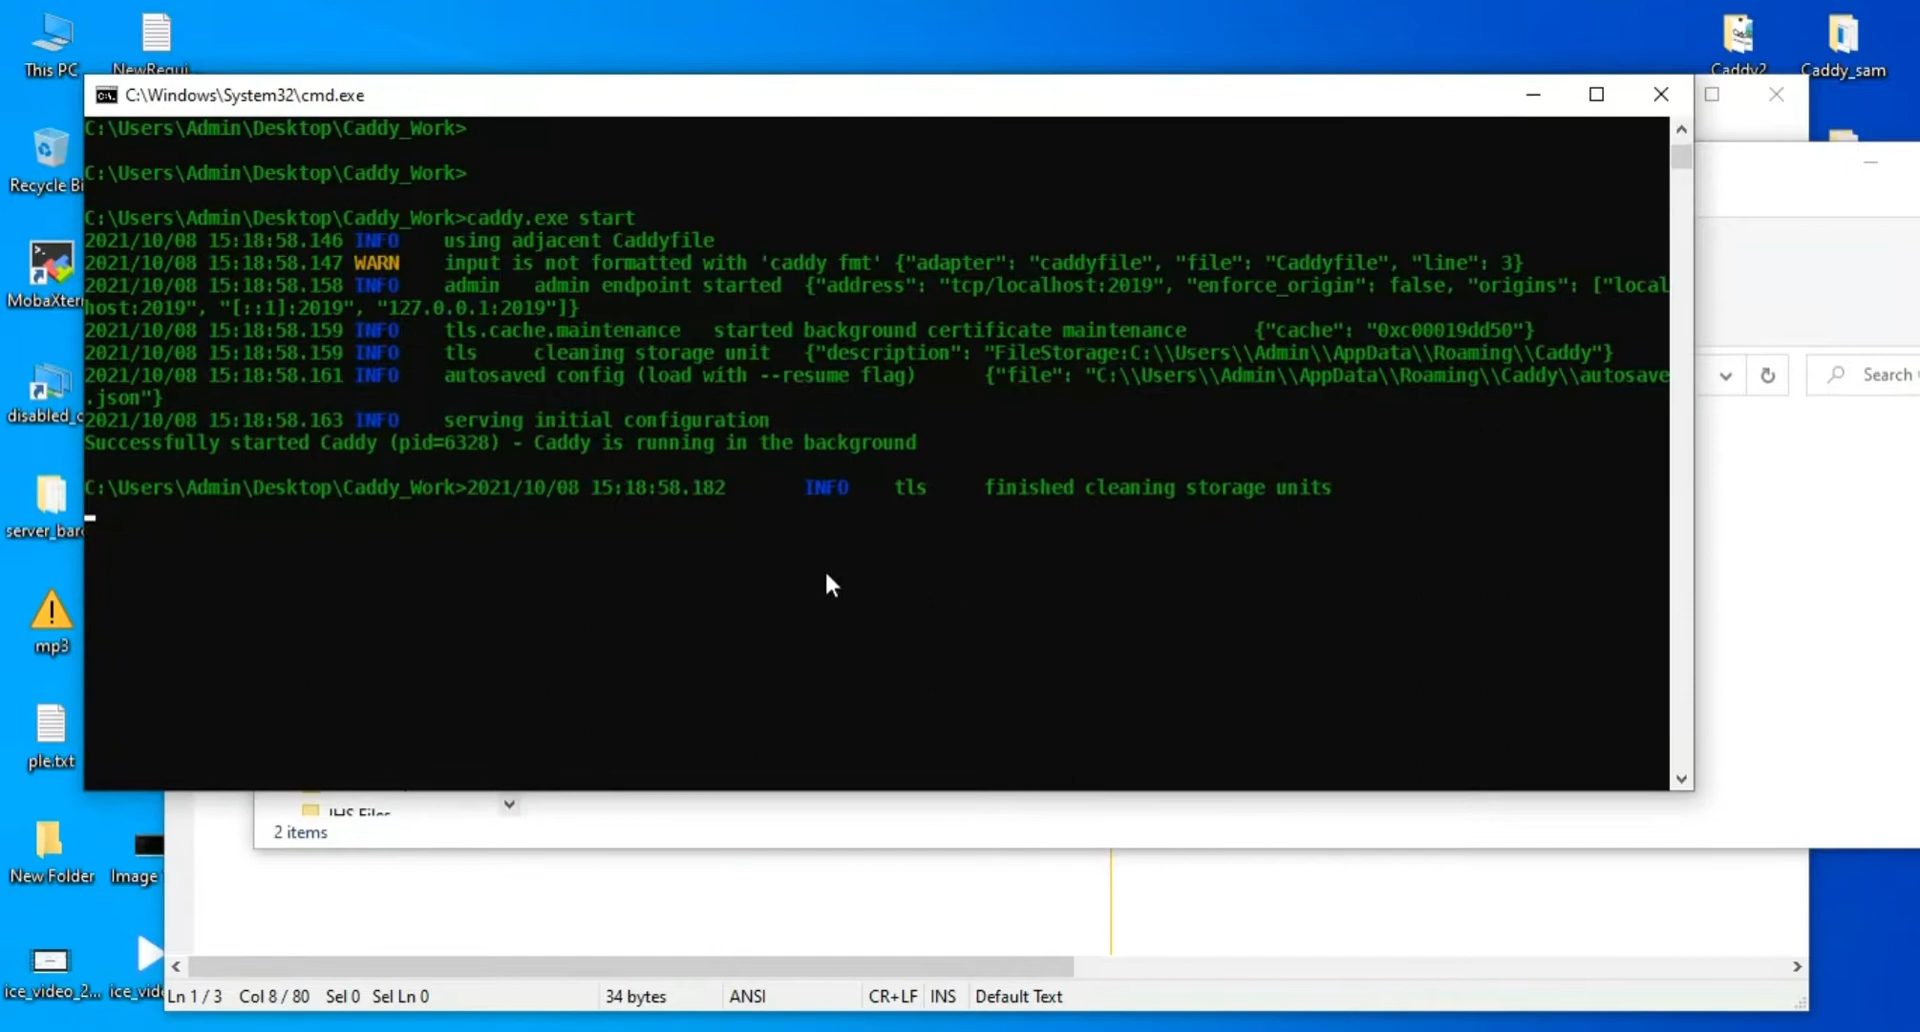 This PC
NewRequi...
Caddy2
Caddy_sam
C:\Windows\System32\cmd.exe
C:\Users\Admin\Desktop\Caddy_Work>
C:\Users\Admin\Desktop\Caddy_Work>
C:\Users\Admin\Desktop\Caddy_Work>caddy.exe start
2021/10/08 15:18:58.146 INFO using adjacent Caddyfile
2021/10/08 15:18:58.147 WARN input is not formatted with 'caddy fmt' {"adapter": "caddyfile", "file": "Caddyfile", "line": 3}
2021/10/08 15:18:58.158 INFO admin admin endpoint started {"address": "tcp/localhost:2019", "enforce_origin": false, "origins": ["local
host:2019", "[::1]:2019", "127.0.0.1:2019"]}
2021/10/08 15:18:58.159 INFO tls.cache.maintenance started background certificate maintenance {"cache": "0xc00019dd50"}
2021/10/08 15:18:58.159 INFO tls cleaning storage unit {"description": "FileStorage:C:\\Users\\Admin\\AppData\\Roaming\\Caddy"}
2021/10/08 15:18:58.161 INFO autosaved config (load with --resume flag) {"file": "C:\\Users\\Admin\\AppData\\Roaming\\Caddy\\autosave
.json"}
2021/10/08 15:18:58.163 INFO serving initial configuration
Successfully started Caddy (pid=6328) - Caddy is running in the background
C:\Users\Admin\Desktop\Caddy_Work>2021/10/08 15:18:58.182 INFO tls finished cleaning storage units
Recycle Bi
MobaXter
disabled_c
server_bar
mp3
ple.txt
New Folder
Image
ice_video_2...
ice_vide
Search
IHS Files
2 items
Ln 1 / 3 Col 8 / 80 Sel 0 Sel Ln 0 34 bytes ANSI CR+LF INS Default Text